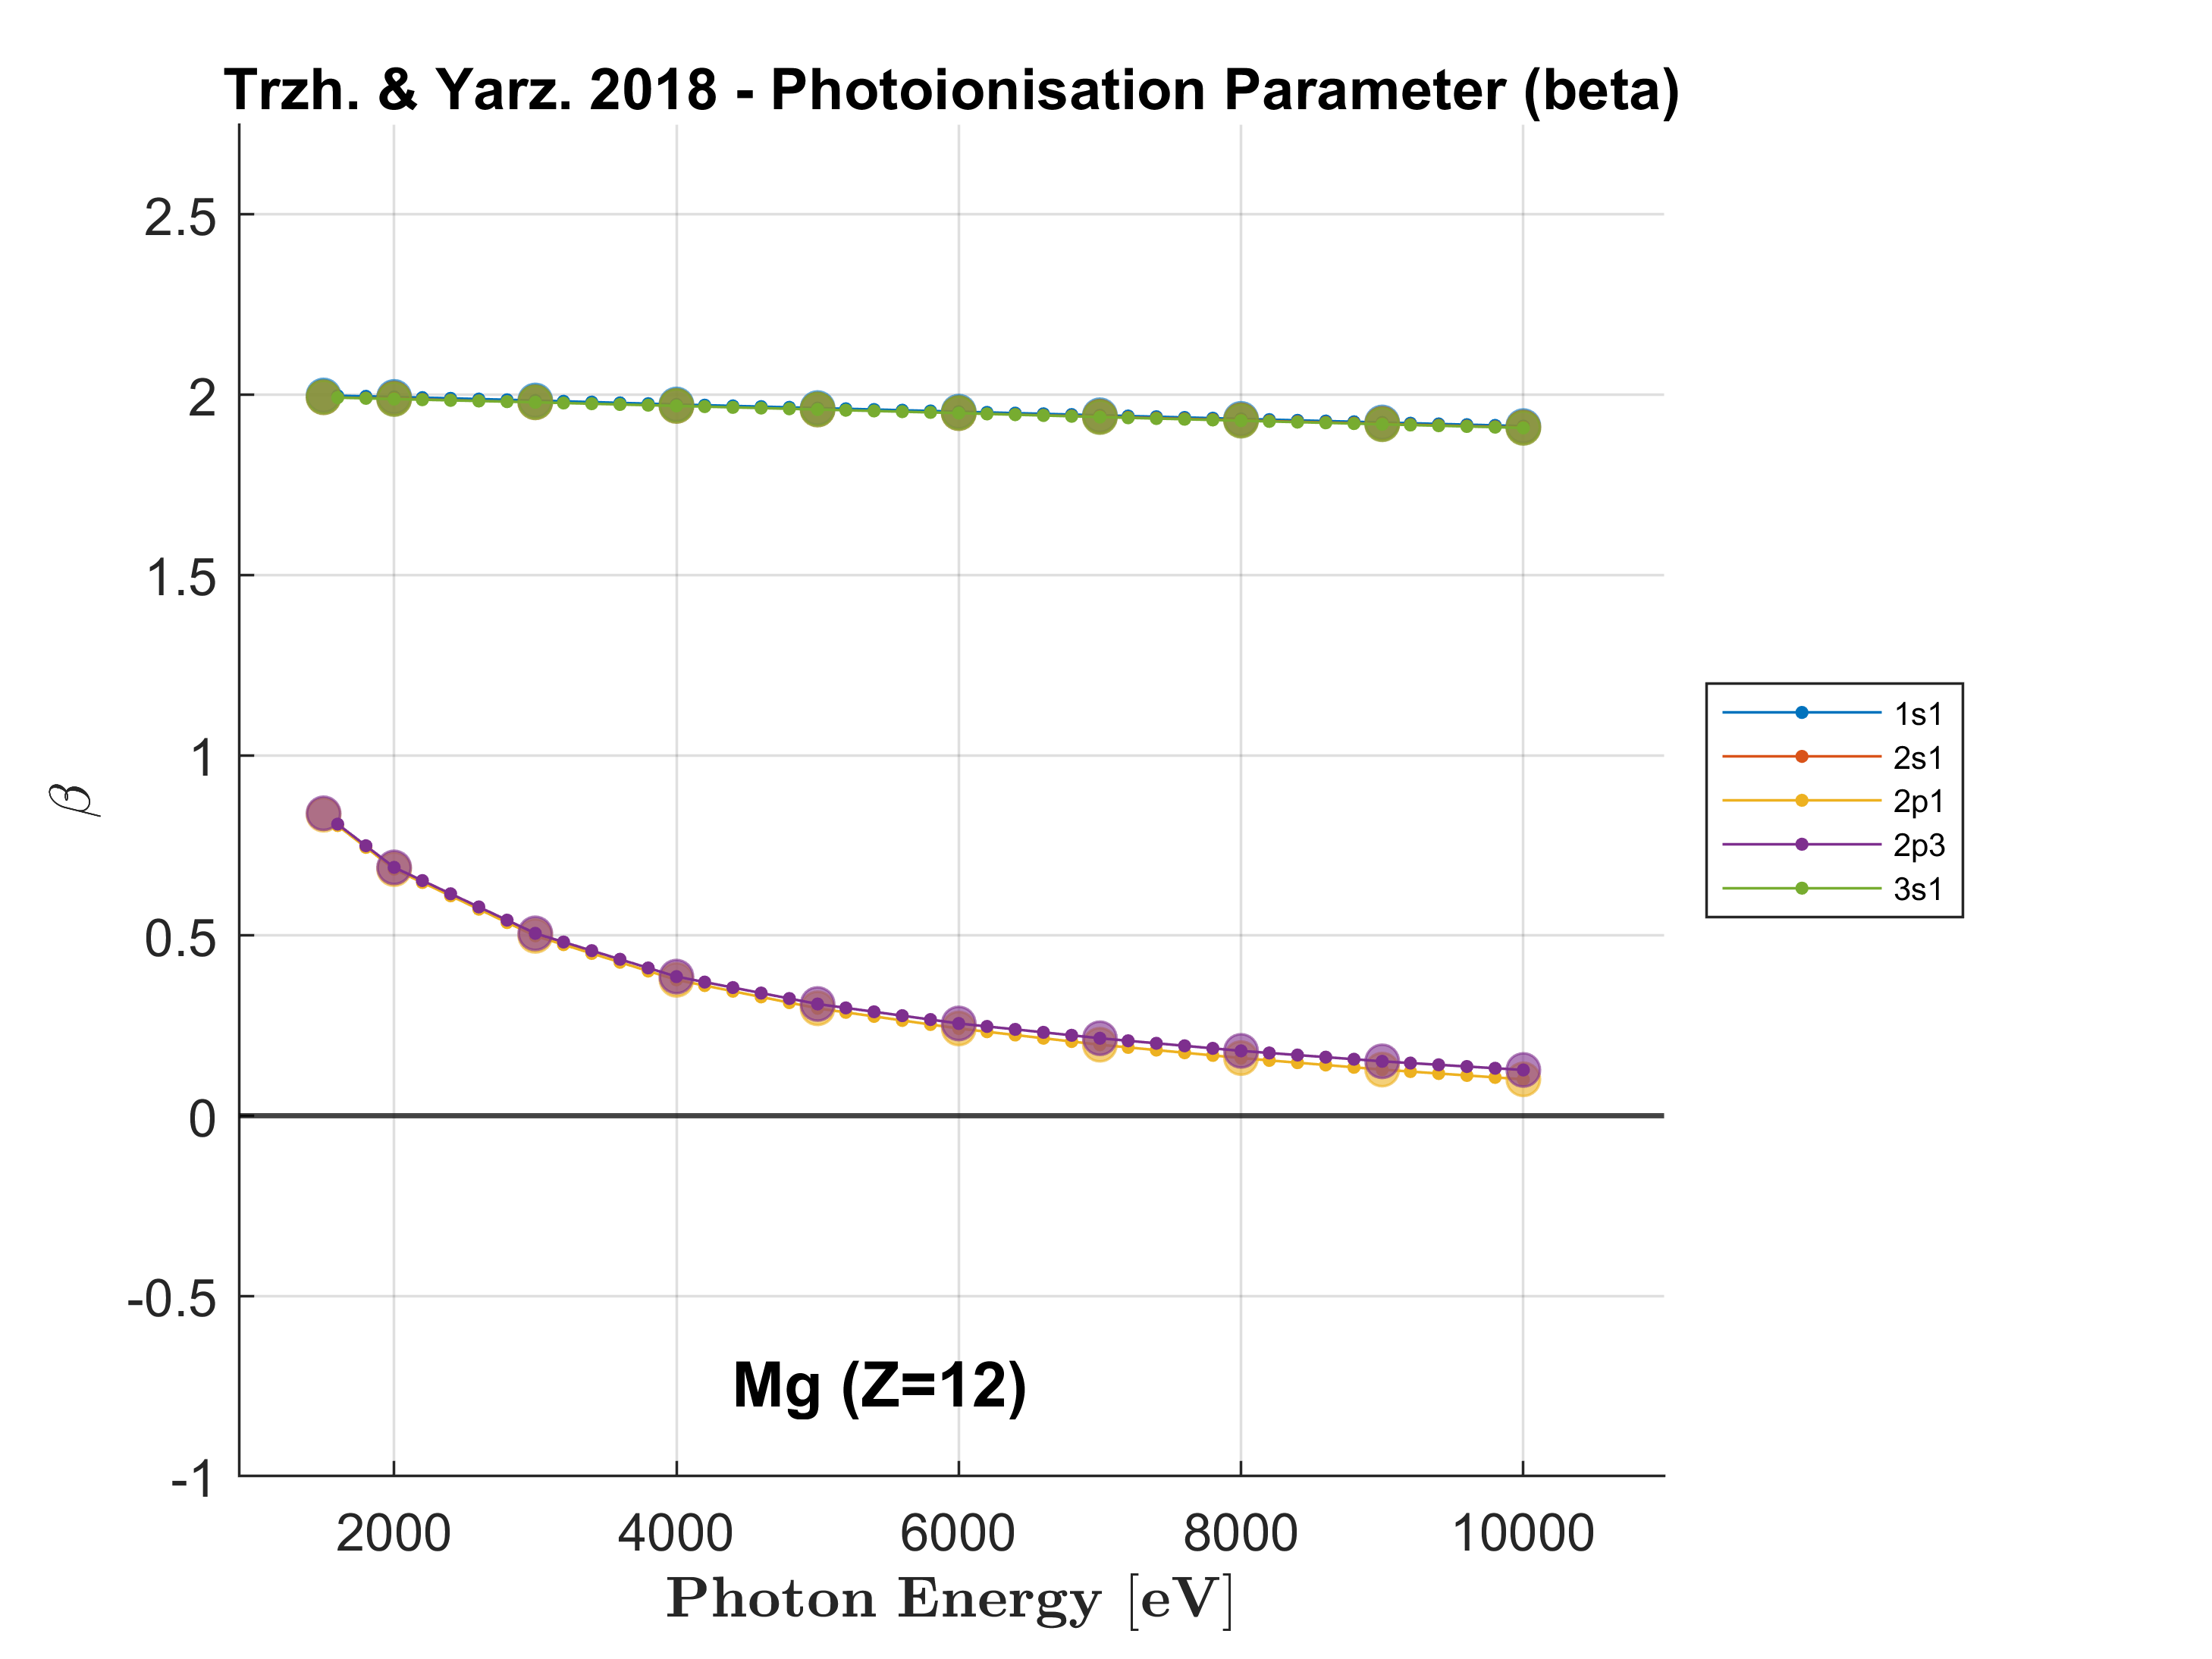 Trzh. & Yarz. 2018 - Photoionisation Parameter (beta)
2.5
2
1.5
1
0.5
0
-0.5
-1
β
1s1
2s1
2p1
2p3
3s1
Mg (Z=12)
2000 4000 6000 8000 10000
Photon Energy [eV]